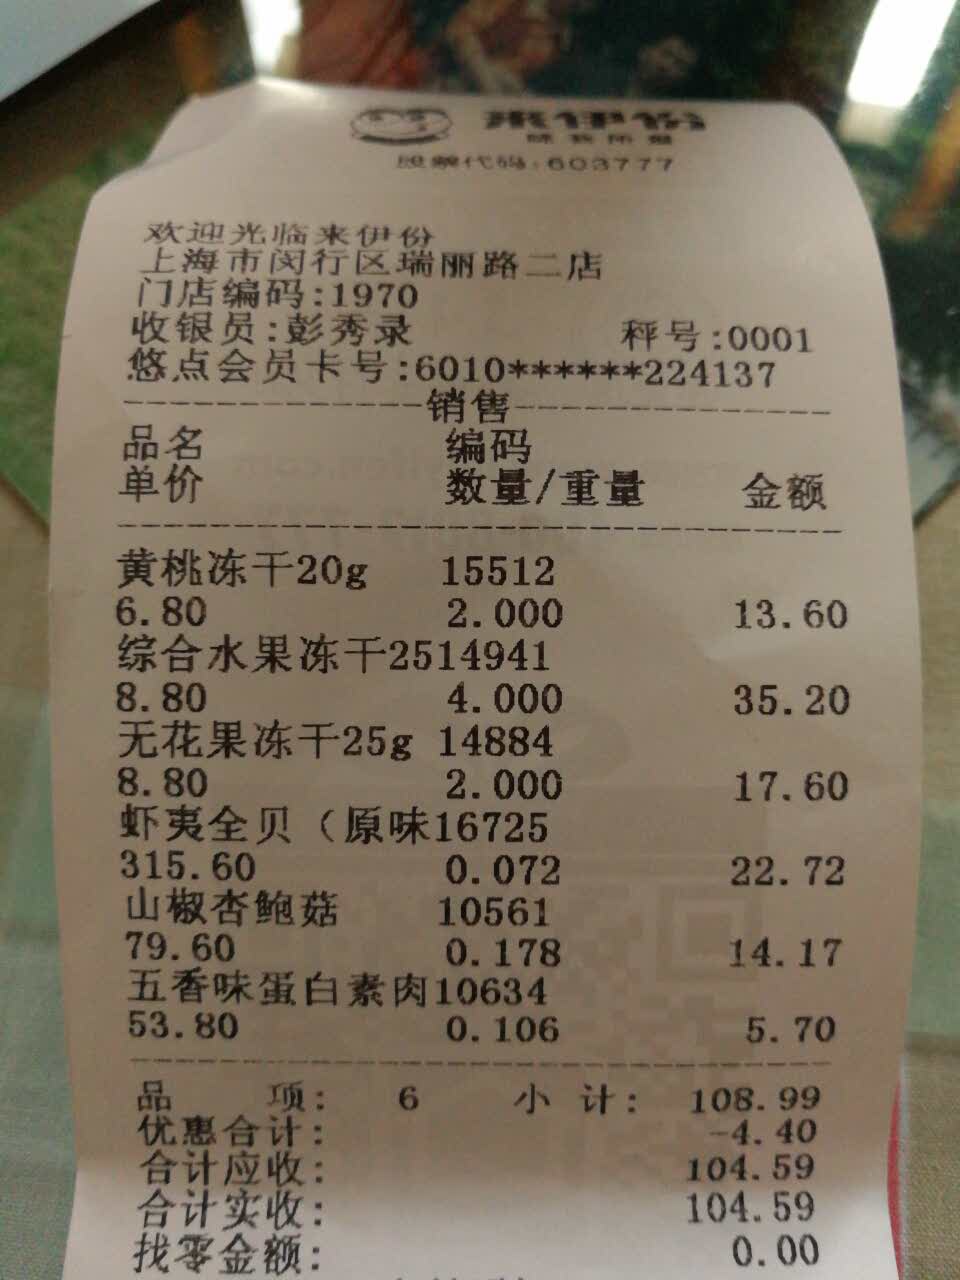 来伊份
股票代码:603777
欢迎光临来伊份
上海市闵行区瑞丽路二店
门店编码:1970
收银员:彭秀录 秤号:0001
悠点会员卡号:6010******224137
销售
品名 编码
单价 数量/重量 金额
黄桃冻干20g 15512
6.80 2.000 13.60
综合水果冻干2514941
8.80 4.000 35.20
无花果冻干25g 14884
8.80 2.000 17.60
虾夷全贝（原味16725
315.60 0.072 22.72
山椒杏鲍菇 10561
79.60 0.178 14.17
五香味蛋白素肉10634
53.80 0.106 5.70
品 项: 6 小 计: 108.99
优惠合计: -4.40
合计应收: 104.59
合计实收: 104.59
找零金额: 0.00